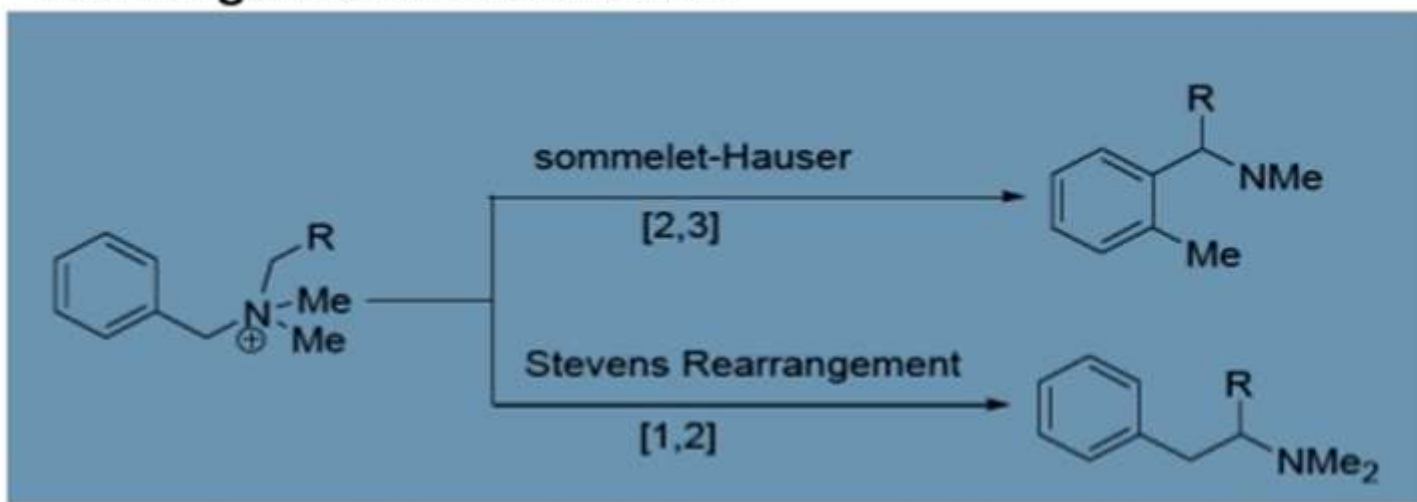 sommelet-Hauser
[2,3]
R
NMe
Me
R
N
Me
Me
⊕
Stevens Rearrangement
[1,2]
R
NMe₂